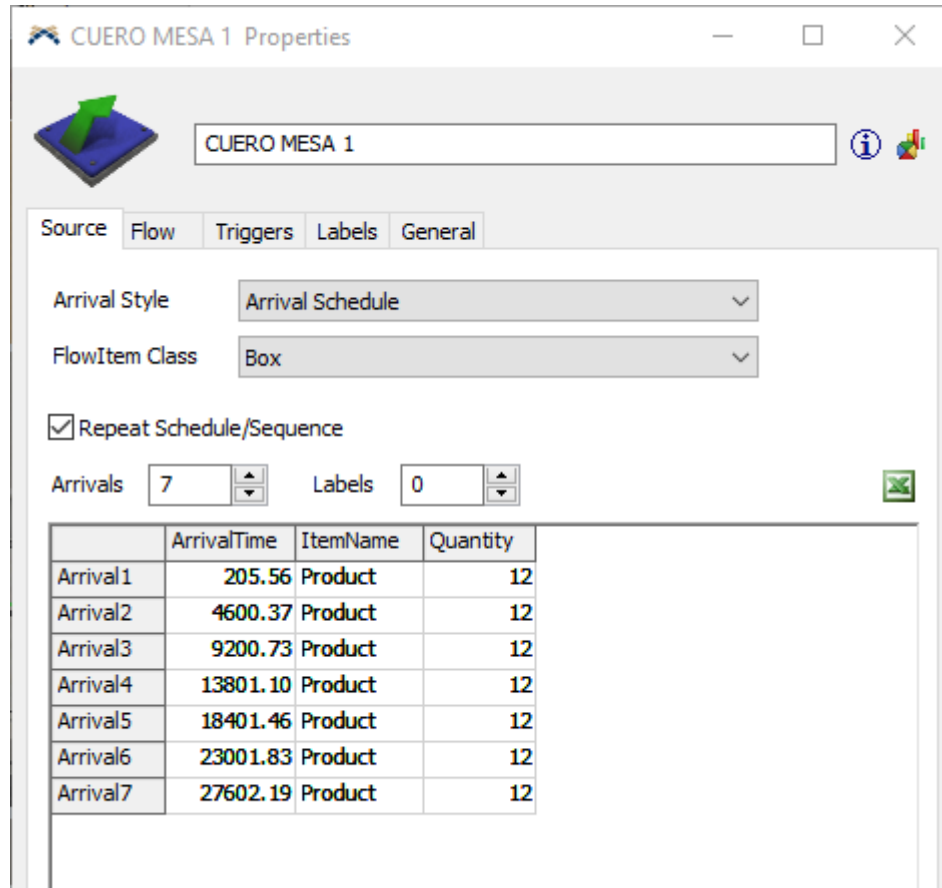 CUERO MESA 1 Properties
CUERO MESA 1
Source Flow Triggers Labels General
Arrival Style Arrival Schedule
FlowItem Class Box
Repeat Schedule/Sequence
Arrivals 7 Labels 0
ArrivalTime ItemName Quantity
Arrival1 205.56 Product 12
Arrival2 4600.37 Product 12
Arrival3 9200.73 Product 12
Arrival4 13801.10 Product 12
Arrival5 18401.46 Product 12
Arrival6 23001.83 Product 12
Arrival7 27602.19 Product 12